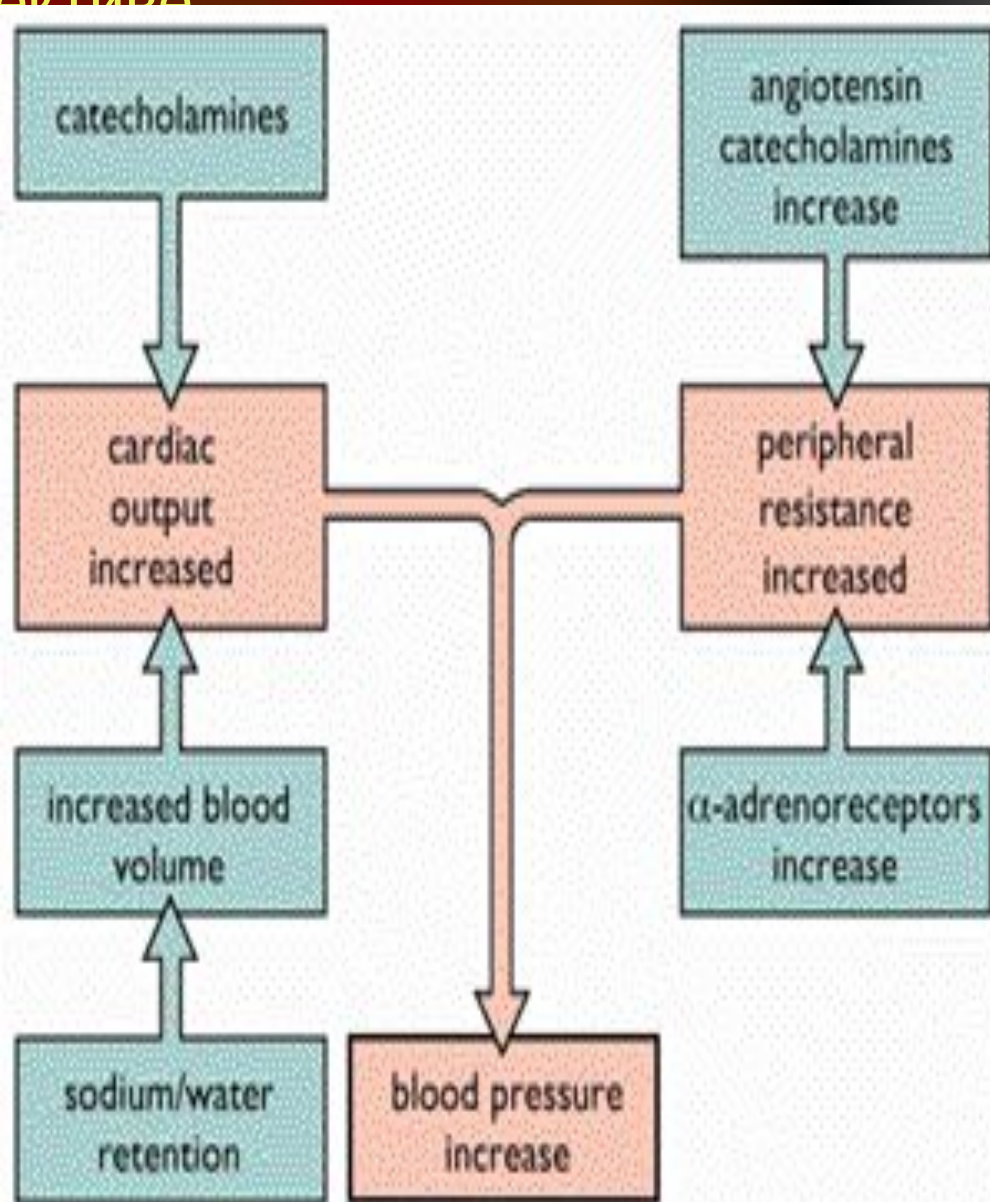 catecholamines
angiotensin
catecholamines
increase
cardiac
output
increased
peripheral
resistance
increased
increased blood
volume
α-adrenoreceptors
increase
sodium/water
retention
blood pressure
increase